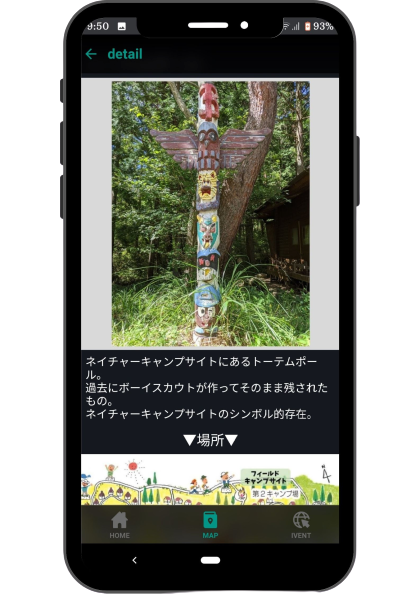 9:50
93%
detail
ネイチャーキャンプサイトにあるトーテムポー
ル。
過去にボーイスカウトが作ってそのまま残された
もの。
ネイチャーキャンプサイトのシンボル的存在。
▼場所▼
フィールド
キャンプサイト
第2キャンプ場
HOME
MAP
IVENT